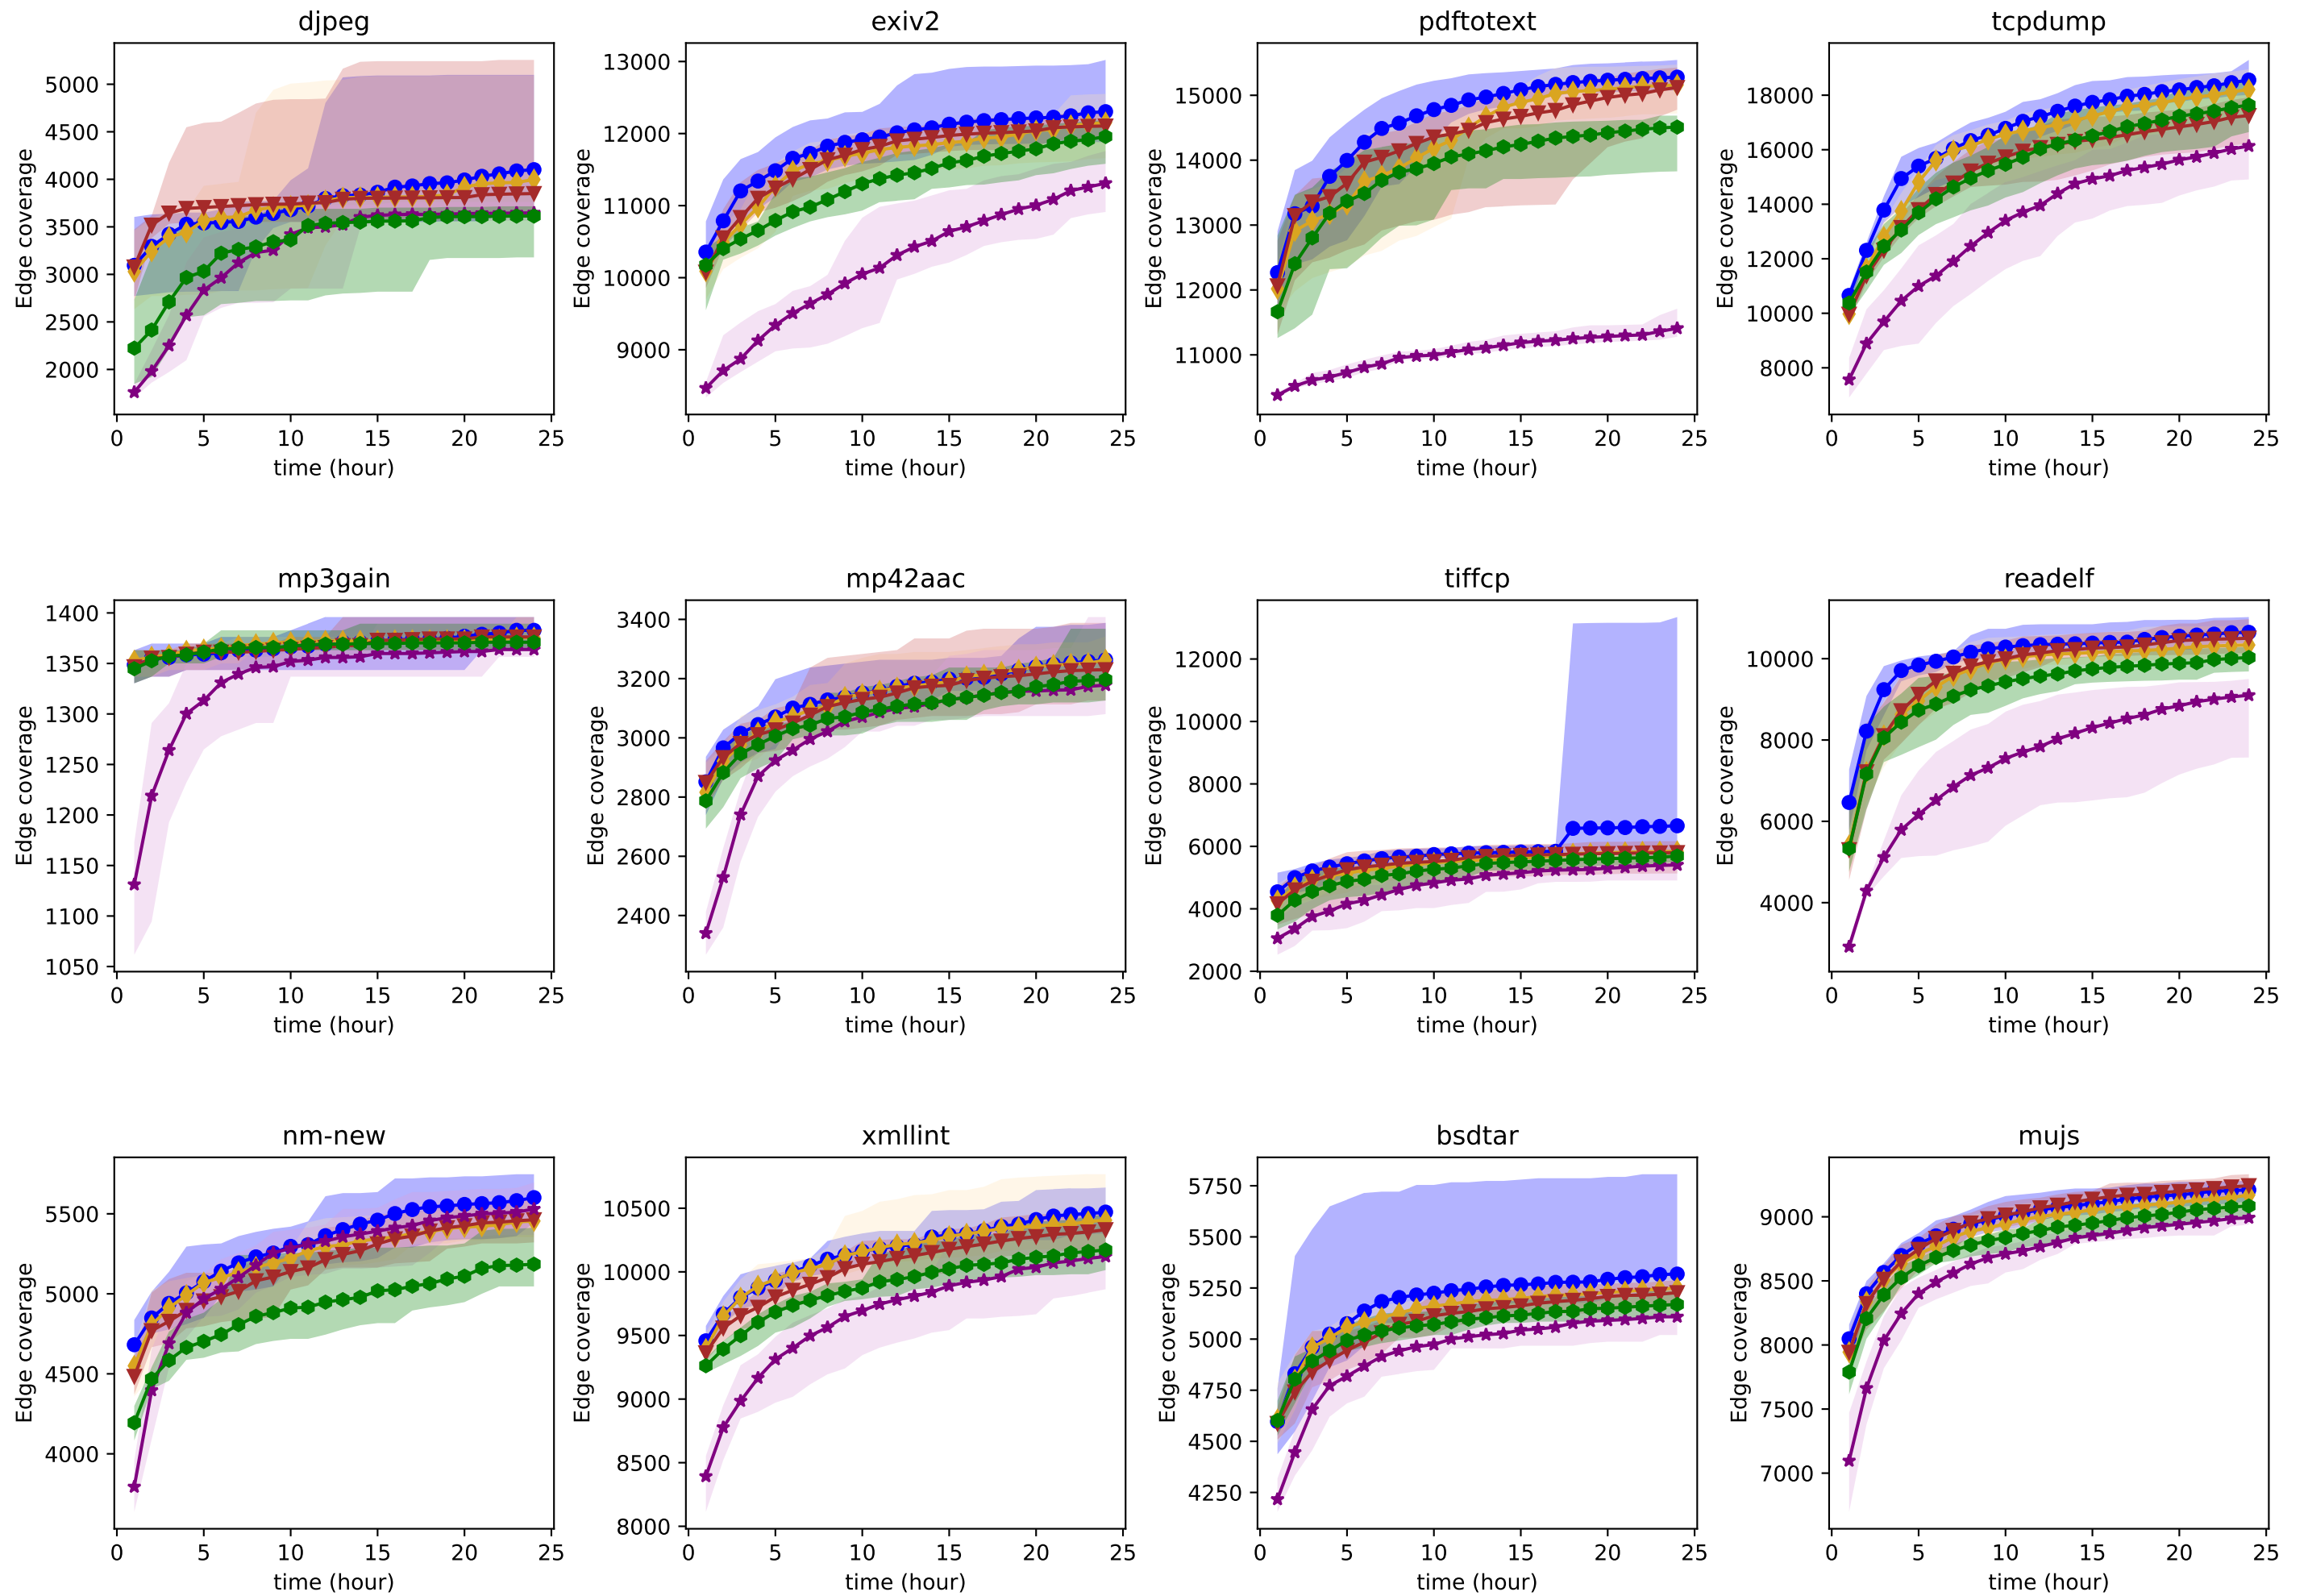 djpeg
Edge coverage
5000
4500
4000
3500
3000
2500
2000
0 5 10 15 20 25
time (hour)
exiv2
Edge coverage
13000
12000
11000
10000
9000
0 5 10 15 20 25
time (hour)
pdftotext
Edge coverage
15000
14000
13000
12000
11000
0 5 10 15 20 25
time (hour)
tcpdump
Edge coverage
18000
16000
14000
12000
10000
8000
0 5 10 15 20 25
time (hour)
mp3gain
Edge coverage
1400
1350
1300
1250
1200
1150
1100
1050
0 5 10 15 20 25
time (hour)
mp42aac
Edge coverage
3400
3200
3000
2800
2600
2400
0 5 10 15 20 25
time (hour)
tiffcp
Edge coverage
12000
10000
8000
6000
4000
2000
0 5 10 15 20 25
time (hour)
readelf
Edge coverage
10000
8000
6000
4000
0 5 10 15 20 25
time (hour)
nm-new
Edge coverage
5500
5000
4500
4000
0 5 10 15 20 25
time (hour)
xmllint
Edge coverage
10500
10000
9500
9000
8500
8000
0 5 10 15 20 25
time (hour)
bsdtar
Edge coverage
5750
5500
5250
5000
4750
4500
4250
0 5 10 15 20 25
time (hour)
mujs
Edge coverage
9000
8500
8000
7500
7000
0 5 10 15 20 25
time (hour)